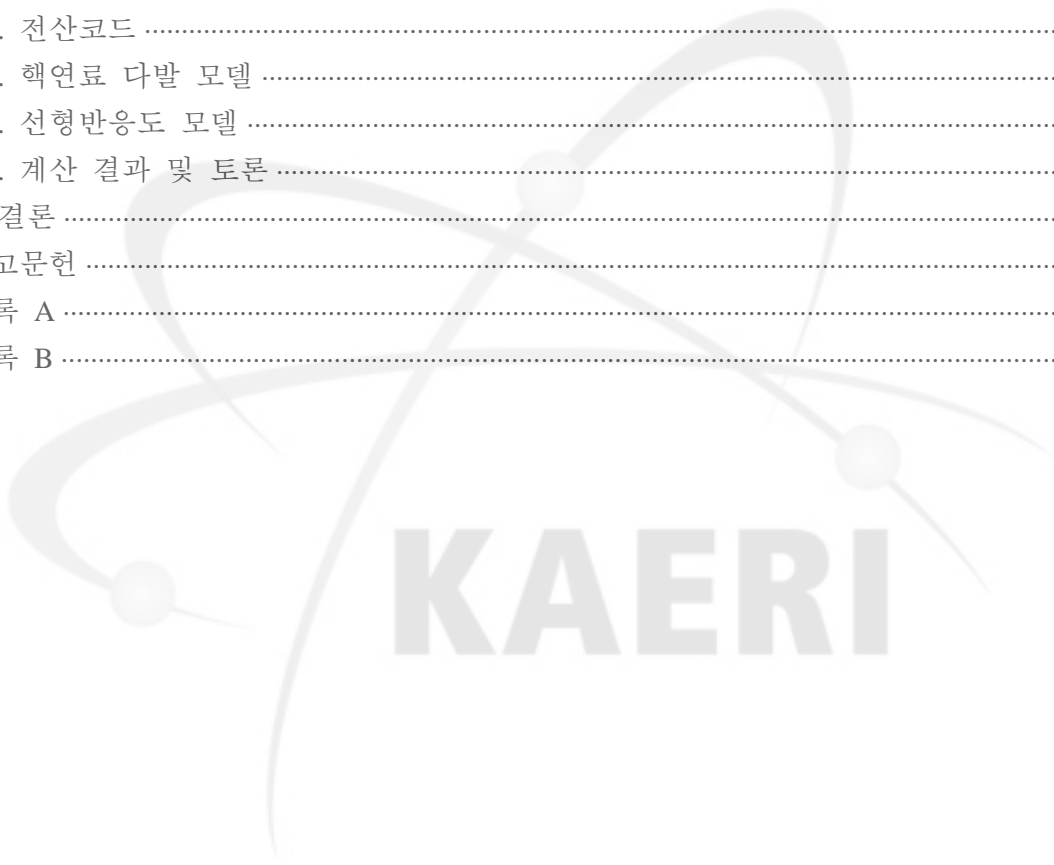 . 전산코드 ····························································
. 핵연료 다발 모델 ····························································
. 선형반응도 모델 ····························································
. 계산 결과 및 토론 ····························································
결론 ····························································
고문헌 ····························································
록 A ····························································
록 B ····························································
KAERI